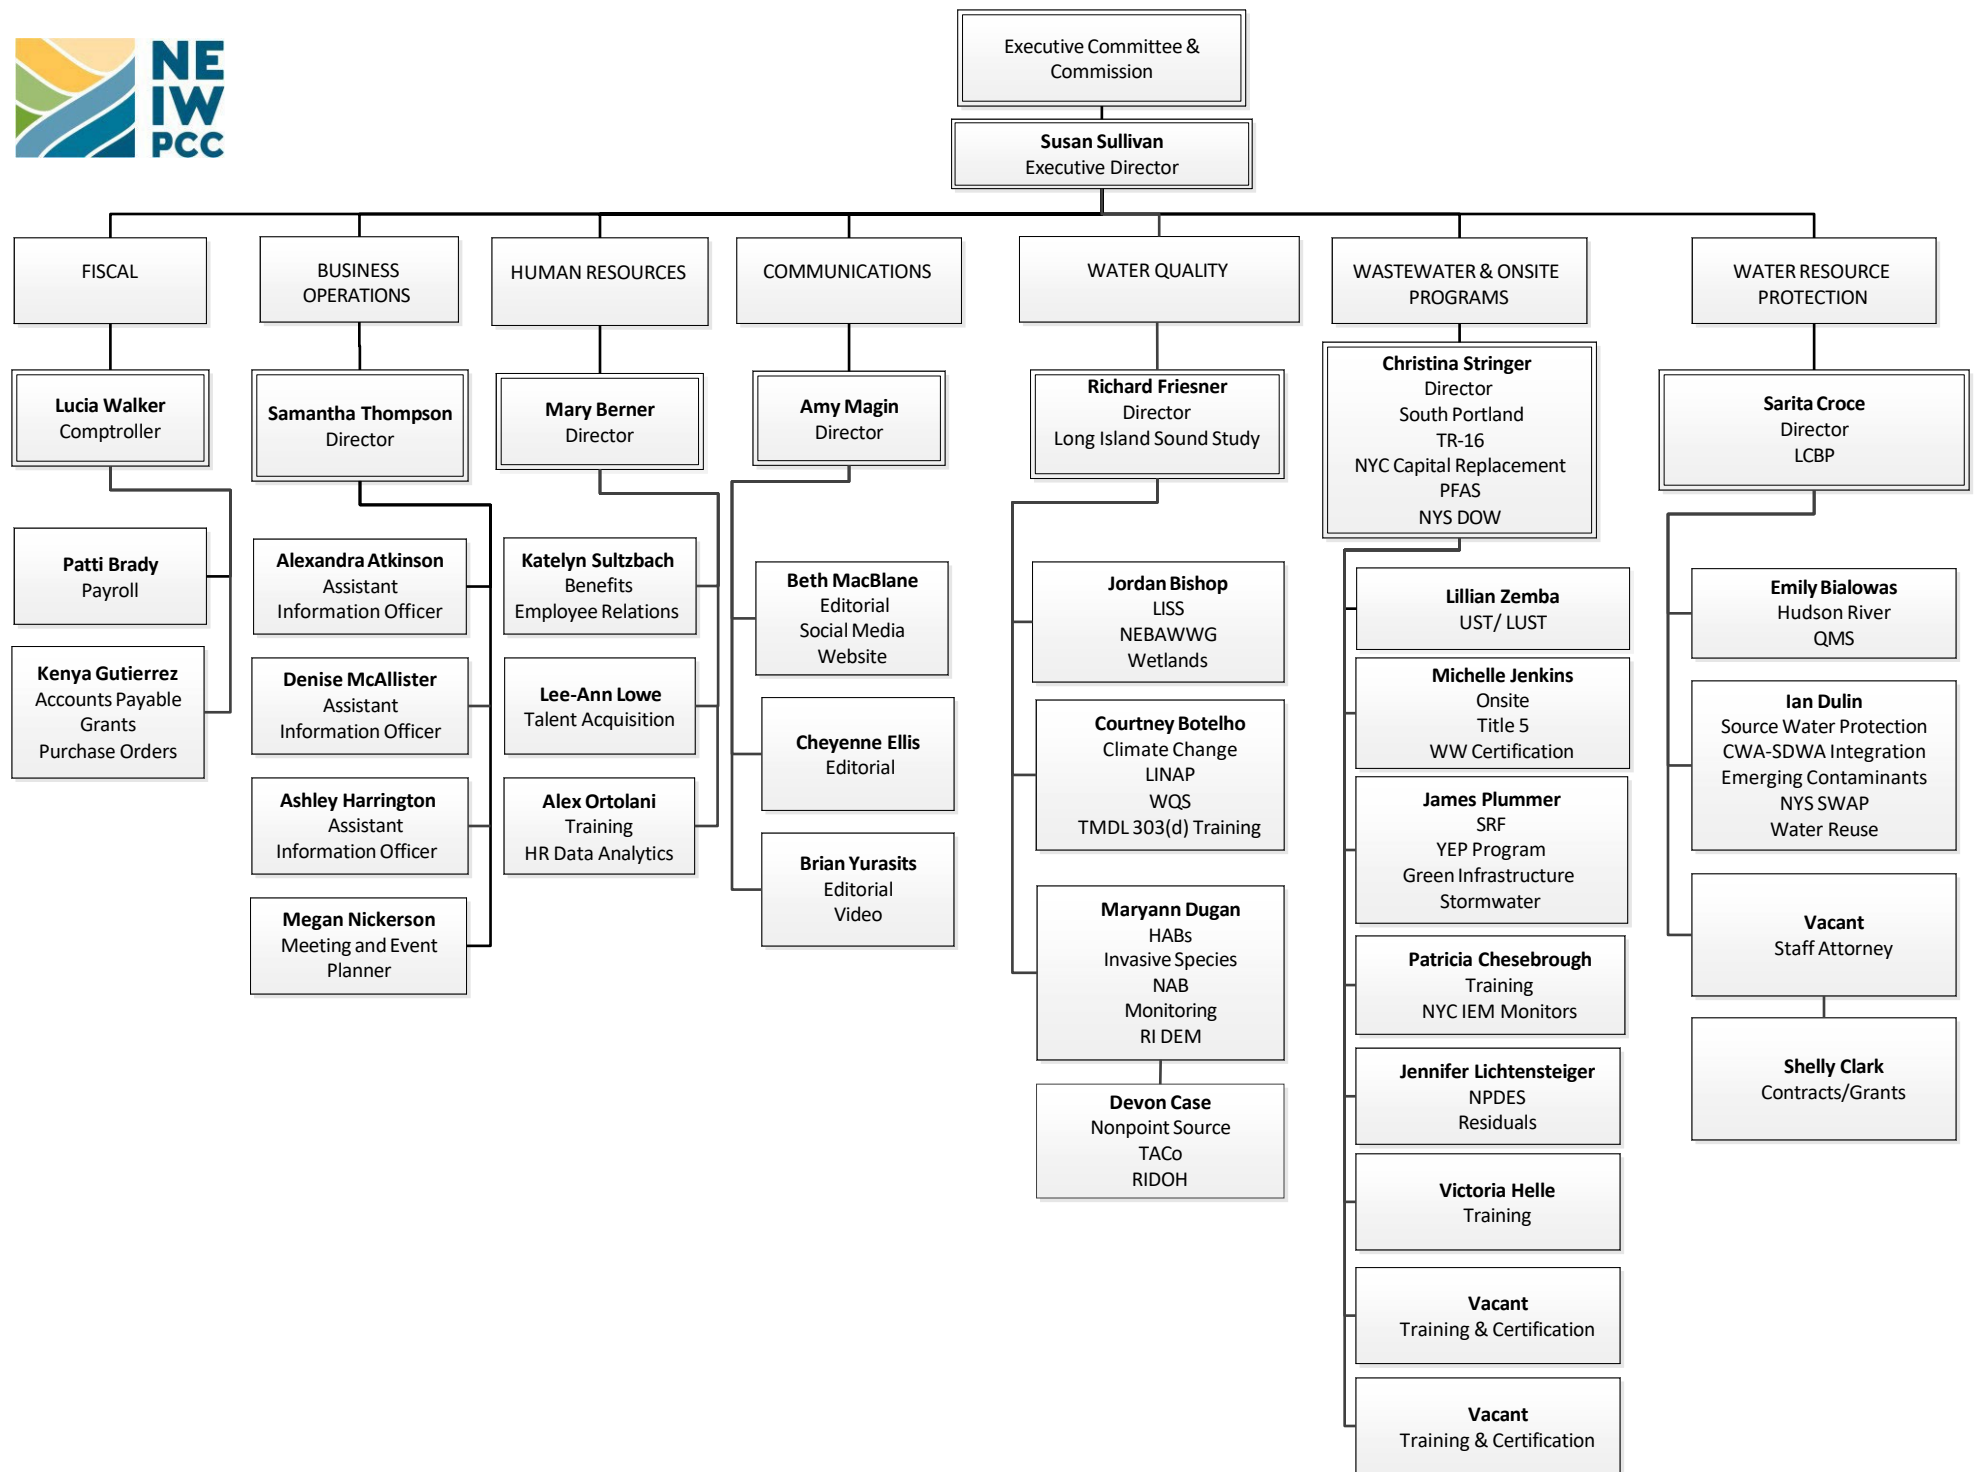 NE
IW
PCC
Executive Committee &
Commission
Susan Sullivan
Executive Director
FISCAL
BUSINESS
OPERATIONS
HUMAN RESOURCES
COMMUNICATIONS
WATER QUALITY
WASTEWATER & ONSITE
PROGRAMS
WATER RESOURCE
PROTECTION
Lucia Walker
Comptroller
Patti Brady
Payroll
Kenya Gutierrez
Accounts Payable
Grants
Purchase Orders
Samantha Thompson
Director
Alexandra Atkinson
Assistant
Information Officer
Denise McAllister
Assistant
Information Officer
Ashley Harrington
Assistant
Information Officer
Megan Nickerson
Meeting and Event
Planner
Mary Berner
Director
Katelyn Sultzbach
Benefits
Employee Relations
Lee-Ann Lowe
Talent Acquisition
Alex Ortolani
Training
HR Data Analytics
Amy Magin
Director
Beth MacBlane
Editorial
Social Media
Website
Cheyenne Ellis
Editorial
Brian Yurasits
Editorial
Video
Richard Friesner
Director
Long Island Sound Study
Jordan Bishop
LISS
NEBAWWG
Wetlands
Courtney Botelho
Climate Change
LINAP
WQS
TMDL 303(d) Training
Maryann Dugan
HABs
Invasive Species
NAB
Monitoring
RI DEM
Devon Case
Nonpoint Source
TACo
RIDOH
Christina Stringer
Director
South Portland
TR-16
NYC Capital Replacement
PFAS
NYS DOW
Lillian Zemba
UST/ LUST
Michelle Jenkins
Onsite
Title 5
WW Certification
James Plummer
SRF
YEP Program
Green Infrastructure
Stormwater
Patricia Chesebrough
Training
NYC IEM Monitors
Jennifer Lichtensteiger
NPDES
Residuals
Victoria Helle
Training
Vacant
Training & Certification
Vacant
Training & Certification
Sarita Croce
Director
LCBP
Emily Bialowas
Hudson River
QMS
Ian Dulin
Source Water Protection
CWA-SDWA Integration
Emerging Contaminants
NYS SWAP
Water Reuse
Vacant
Staff Attorney
Shelly Clark
Contracts/Grants